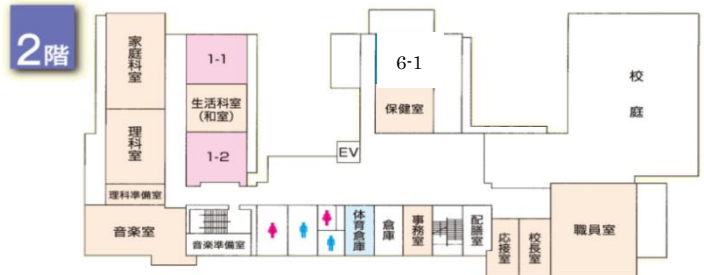 2階
家庭科室
1-1
生活科室
(和室)
1-2
理科室
理科準備室
音楽室
音楽準備室
6-1
保健室
EV
校庭
体育倉庫
倉庫
事務室
配膳室
応接室
校長室
職員室